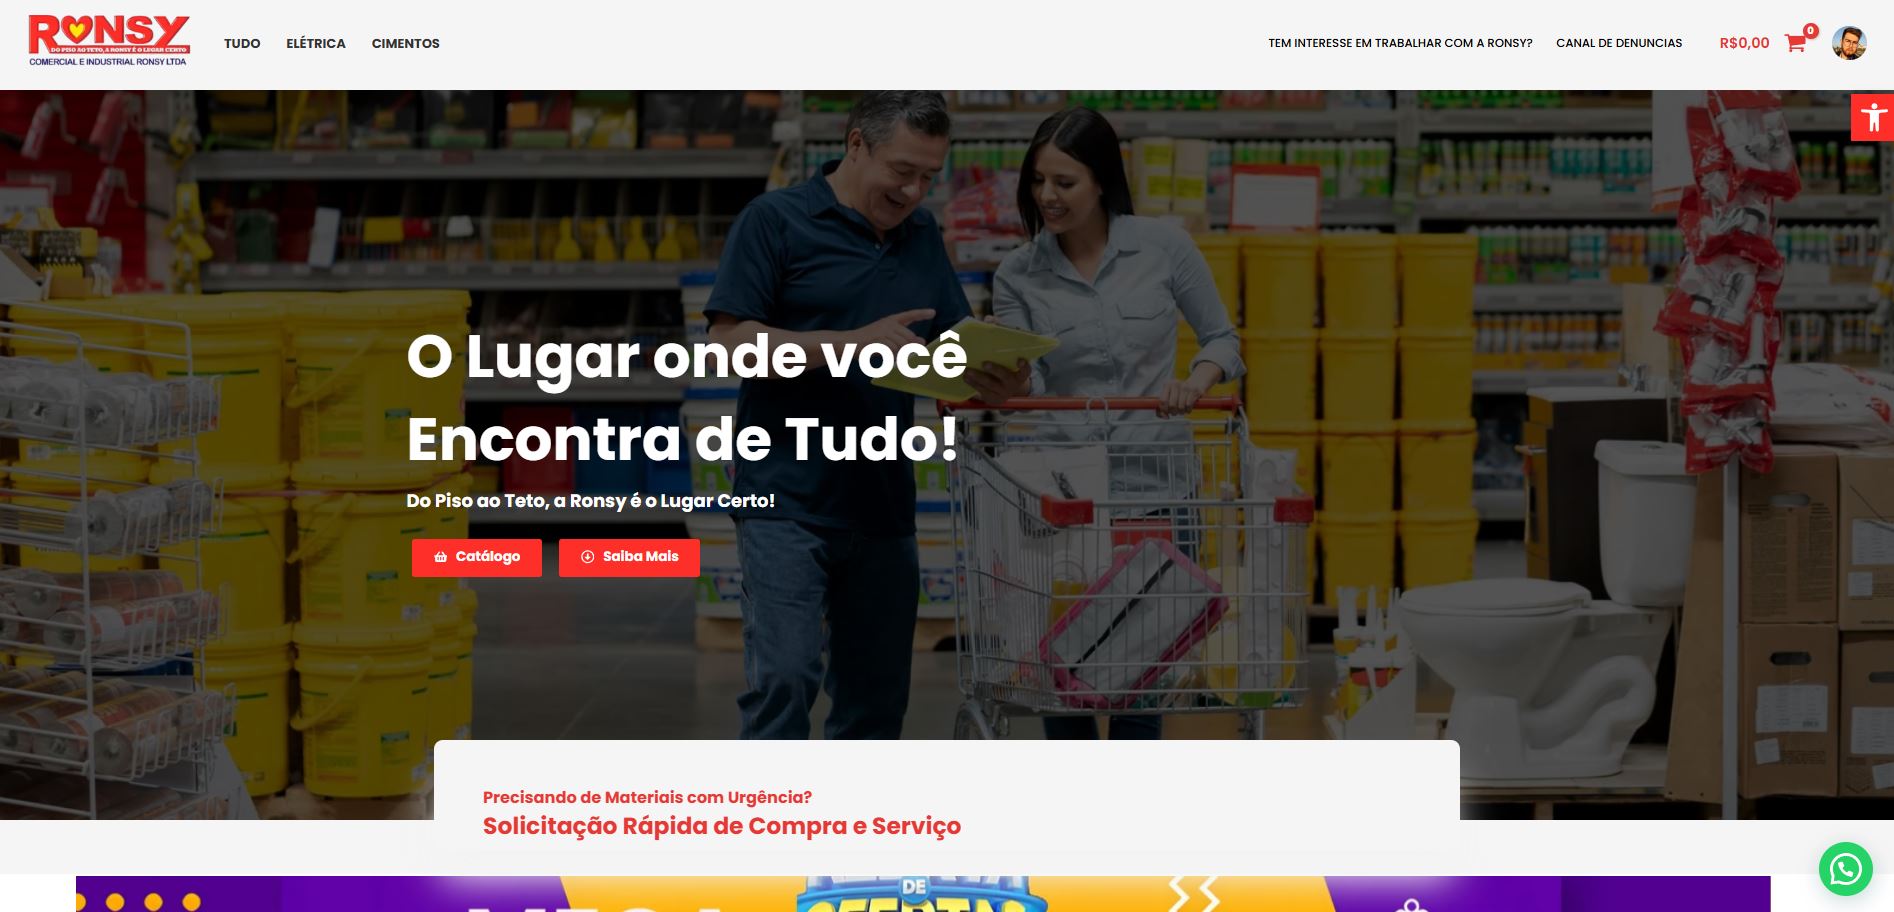 RONSY
DO PISO AO TETO, A RONSY É O LUGAR CERTO
COMERCIAL E INDUSTRIAL RONSY LTDA
TUDO
ELÉTRICA
CIMENTOS
TEM INTERESSE EM TRABALHAR COM A RONSY?
CANAL DE DENUNCIAS
R$0,00
0
O Lugar onde você
Encontra de Tudo!
Do Piso ao Teto, a Ronsy é o Lugar Certo!
Catálogo
Saiba Mais
Precisando de Materiais com Urgência?
Solicitação Rápida de Compra e Serviço
DE